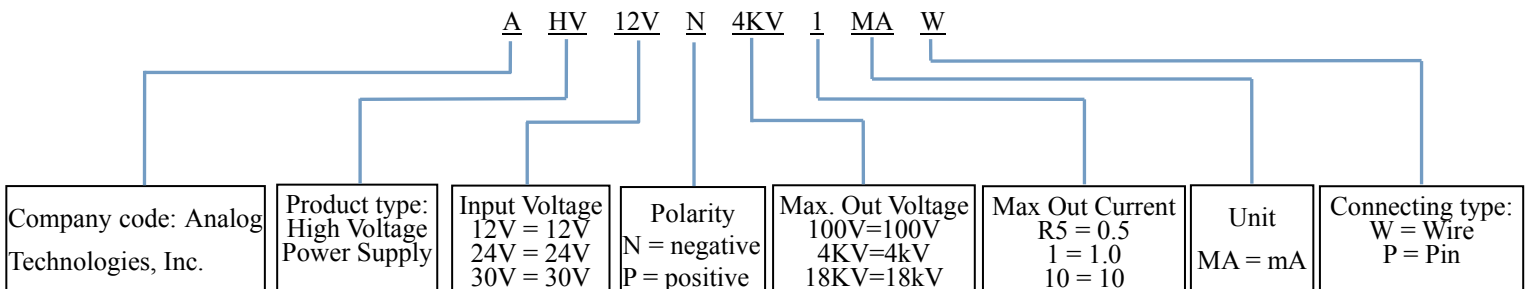 A HV 12V N 4KV 1 MA W
Company code: Analog
Technologies, Inc.
Product type:
High Voltage
Power Supply
Input Voltage
12V = 12V
24V = 24V
30V = 30V
Polarity
N = negative
P = positive
Max. Out Voltage
100V=100V
4KV=4kV
18KV=18kV
Max Out Current
R5 = 0.5
1 = 1.0
10 = 10
Unit
MA = mA
Connecting type:
W = Wire
P = Pin